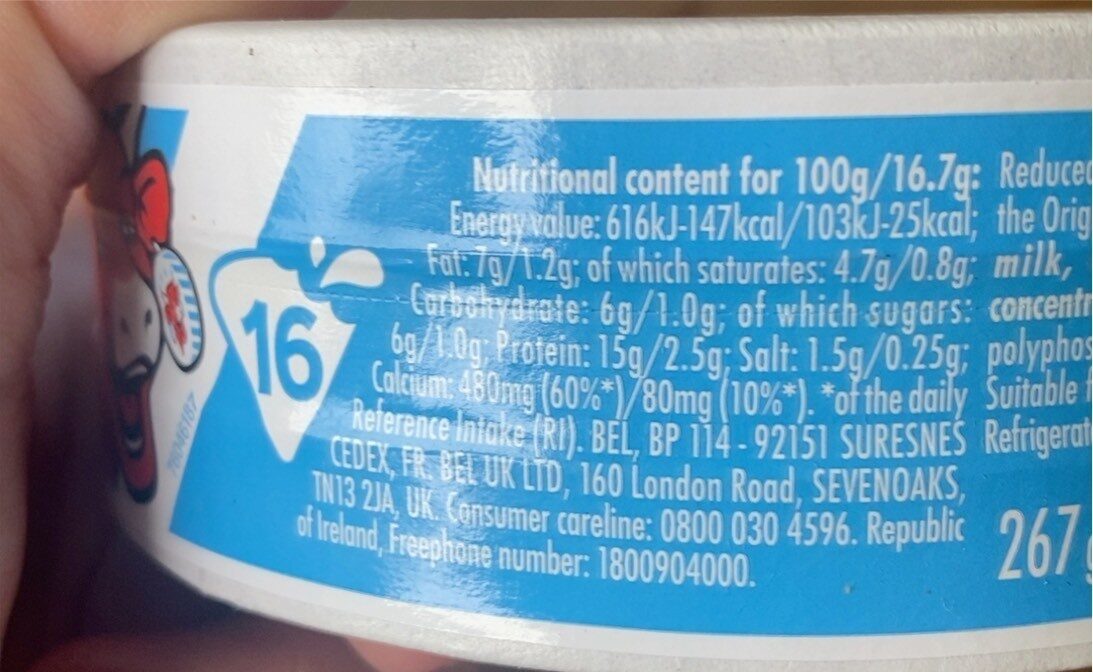 Nutritional content for 100g/16.7g:
Energy value: 616kJ-147kcal/103kJ-25kcal;
Fat: 7g/1.2g; of which saturates: 4.7g/0.8g;
Carbohydrate: 6g/1.0g; of which sugars:
6g/1.0g; Protein: 15g/2.5g; Salt: 1.5g/0.25g;
Calcium: 480mg (60%*)/80mg (10%*). *of the daily
Reference Intake (RI). BEL, BP 114 - 92151 SURESNES
CEDEX, FR. BEL UK LTD, 160 London Road, SEVENOAKS,
TN13 2JA, UK. Consumer careline: 0800 030 4596. Republic
of Ireland, Freephone number: 1800904000.
16
Reduced
the Orig
milk,
concentr
polyphos
Suitable f
Refrigerat
267g